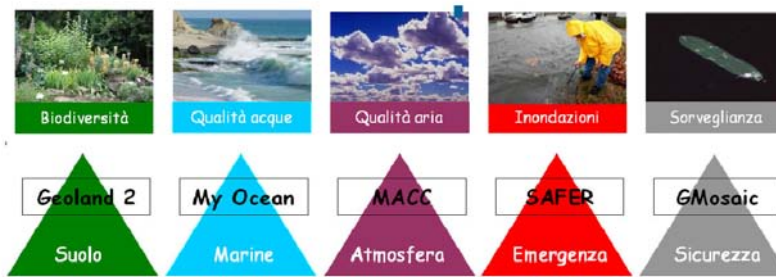 Biodiversità
Qualità acque
Qualità aria
Inondazioni
Sorveglianza
Geoland 2
My Ocean
MACC
SAFER
GMosaic
Suolo
Marine
Atmosfera
Emergenza
Sicurezza